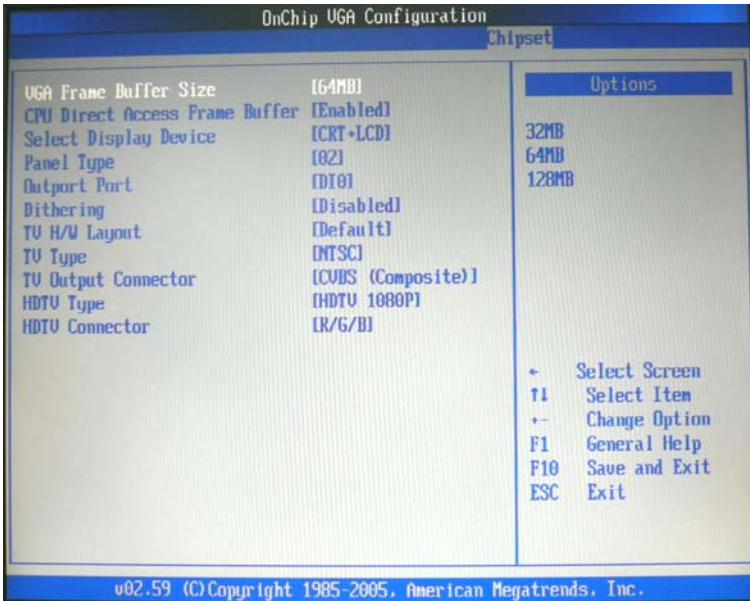 OnChip VGA Configuration
Chipset
VGA Frame Buffer Size [64MB]
CPU Direct Access Frame Buffer [Enabled]
Select Display Device [CRT+LCD]
Panel Type [02]
Outport Port [DI0]
Dithering [Disabled]
TV H/W Layout [Default]
TV Type [NTSC]
TV Output Connector [CVBS (Composite)]
HDTV Type [HDTV 1080P]
HDTV Connector [R/G/B]
Options
32MB
64MB
128MB
← Select Screen
↑↓ Select Item
+- Change Option
F1 General Help
F10 Save and Exit
ESC Exit
v02.59 (C)Copyright 1985-2005, American Megatrends, Inc.